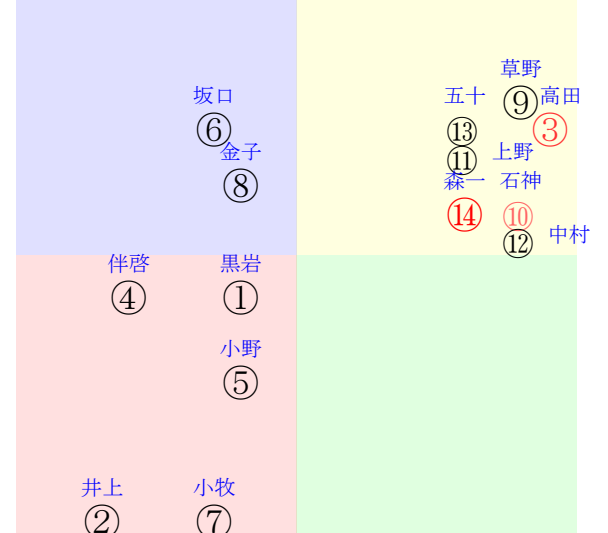 草野
坂口 五十 ⑨ 高田
⑥ ⑬ ③
金子 ⑪ 上野
⑧ 森一 石神
⑭ ⑩
⑫ 中村
伴啓 黒岩
④ ①
小野
⑤
井上 小牧
② ⑦